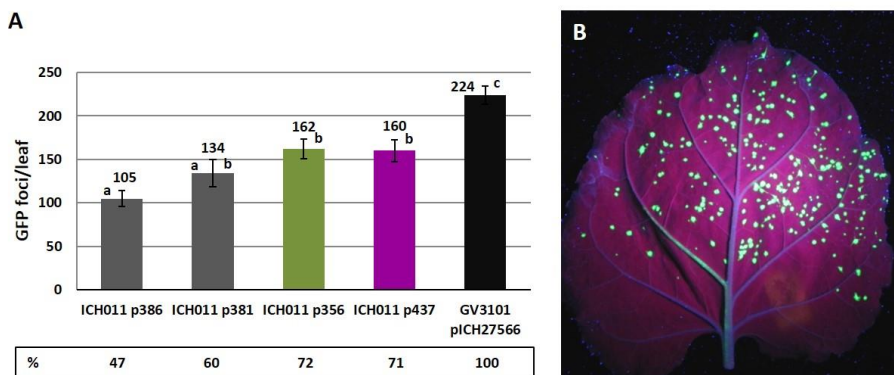 A
B
GFP foci/leaf
250
200
150
100
50
0
a 105
134
a b
162
b
160
b
224 c
ICH011 p386 ICH011 p381 ICH011 p356 ICH011 p437 GV3101
pICH27566
% 47 60 72 71 100